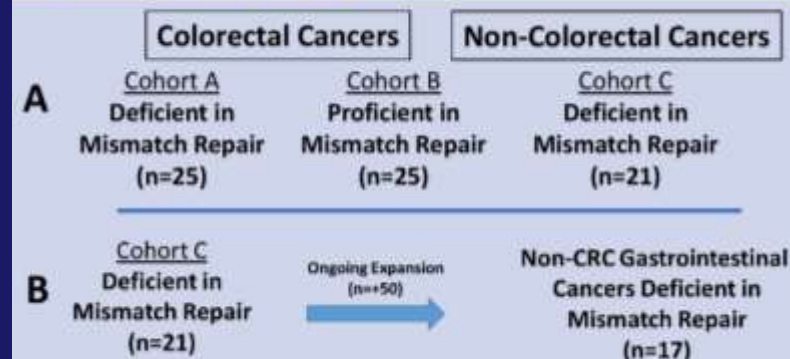 Colorectal Cancers
Non-Colorectal Cancers
A
Cohort A
Deficient in
Mismatch Repair
(n=25)
Cohort B
Proficient in
Mismatch Repair
(n=25)
Cohort C
Deficient in
Mismatch Repair
(n=21)
B
Cohort C
Deficient in
Mismatch Repair
(n=21)
Ongoing Expansion
(n=+50)
Non-CRC Gastrointestinal
Cancers Deficient in
Mismatch Repair
(n=17)